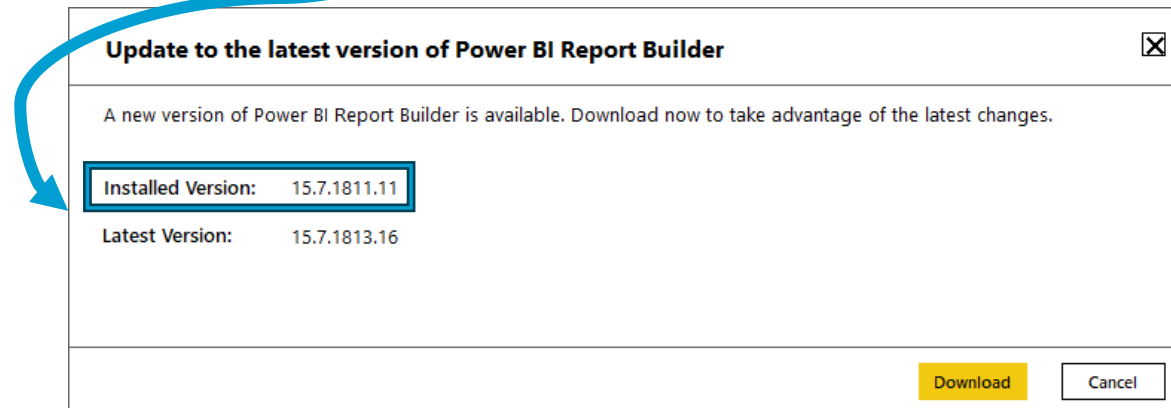 Update to the latest version of Power BI Report Builder
A new version of Power BI Report Builder is available. Download now to take advantage of the latest changes.
Installed Version: 15.7.1811.11
Latest Version: 15.7.1813.16
Download Cancel